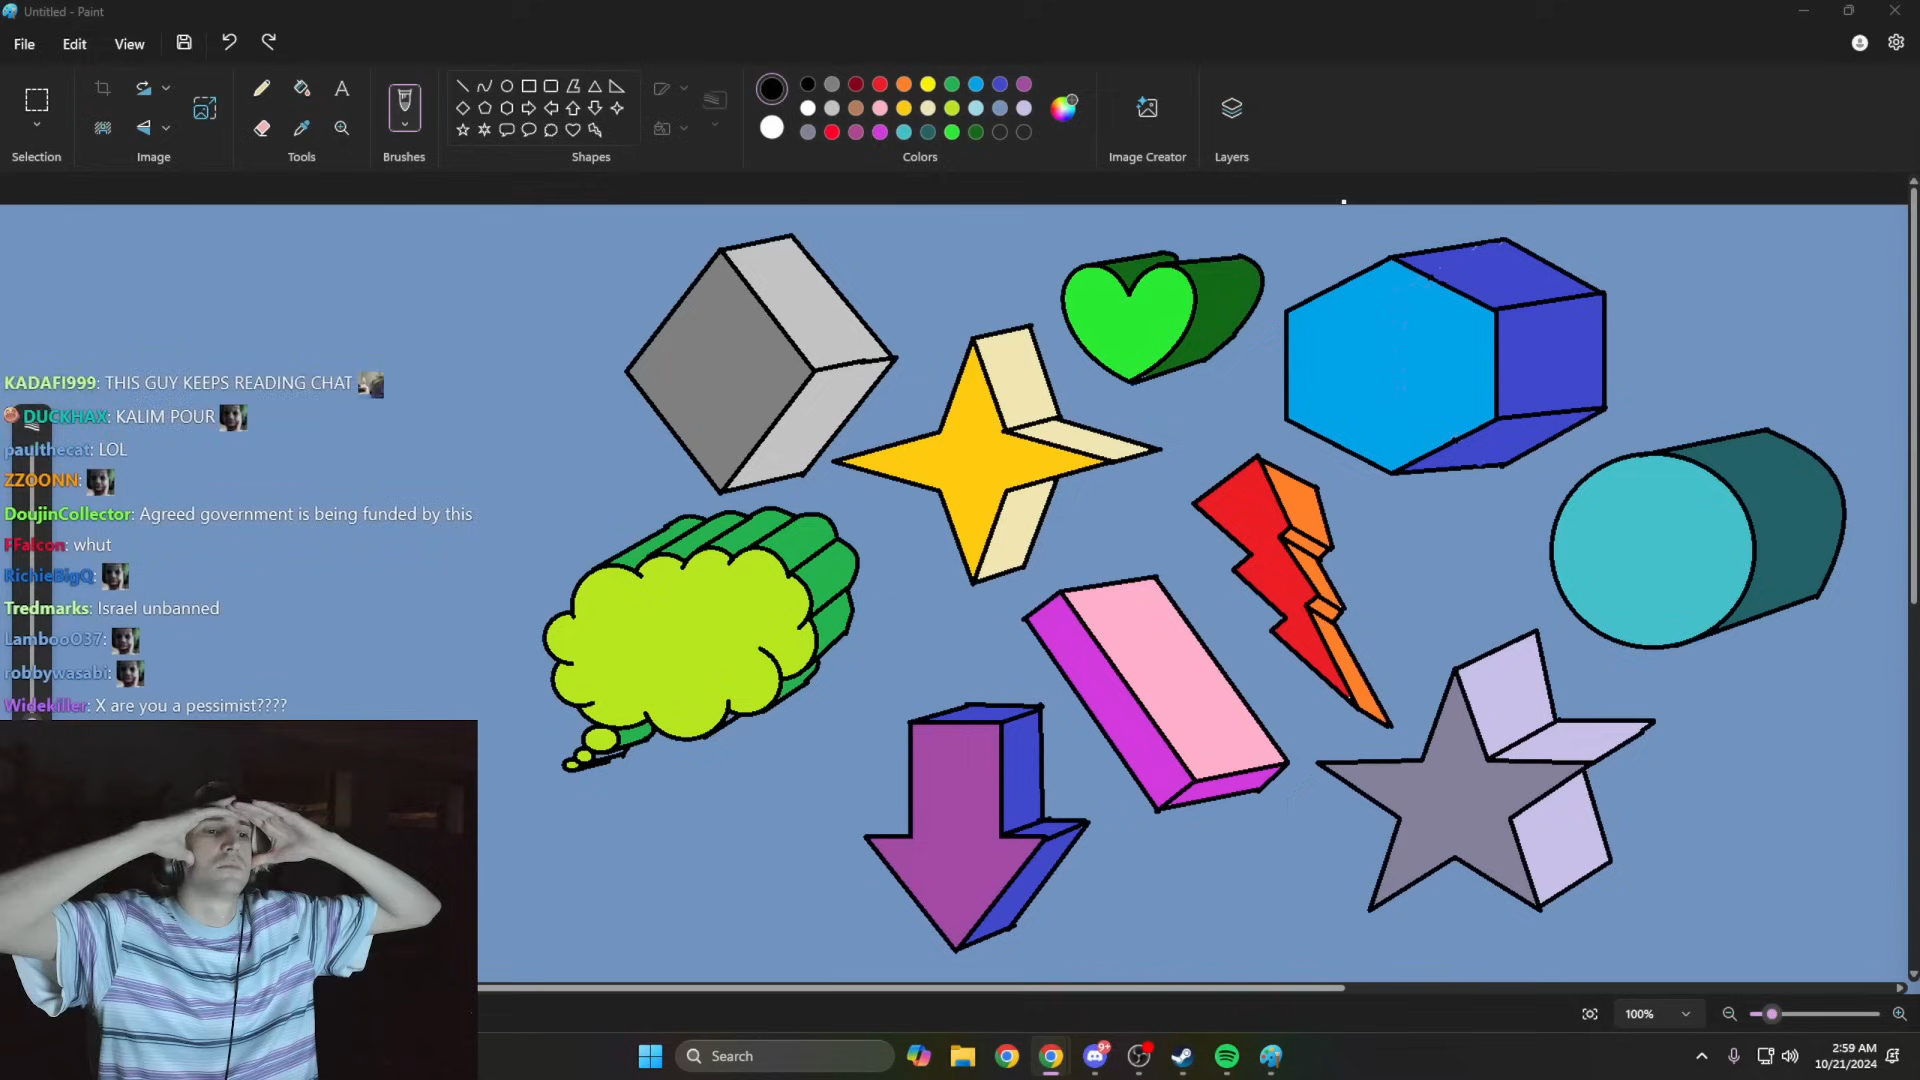 Untitled - Paint
File Edit View
Selection Image Tools Brushes Shapes Colors Image Creator Layers
KADAFI999: THIS GUY KEEPS READING CHAT
DUCKHAX: KALIM POUR
paulthecat: LOL
ZZOONN:
DoujinCollector: Agreed government is being funded by this
FFalcon: whut
RichieBigQ:
Tredmarks: Israel unbanned
LambooO37:
robbywasabi:
Widekiller: X are you a pessimist????
100%
Search
9+
2:59 AM
10/21/2024